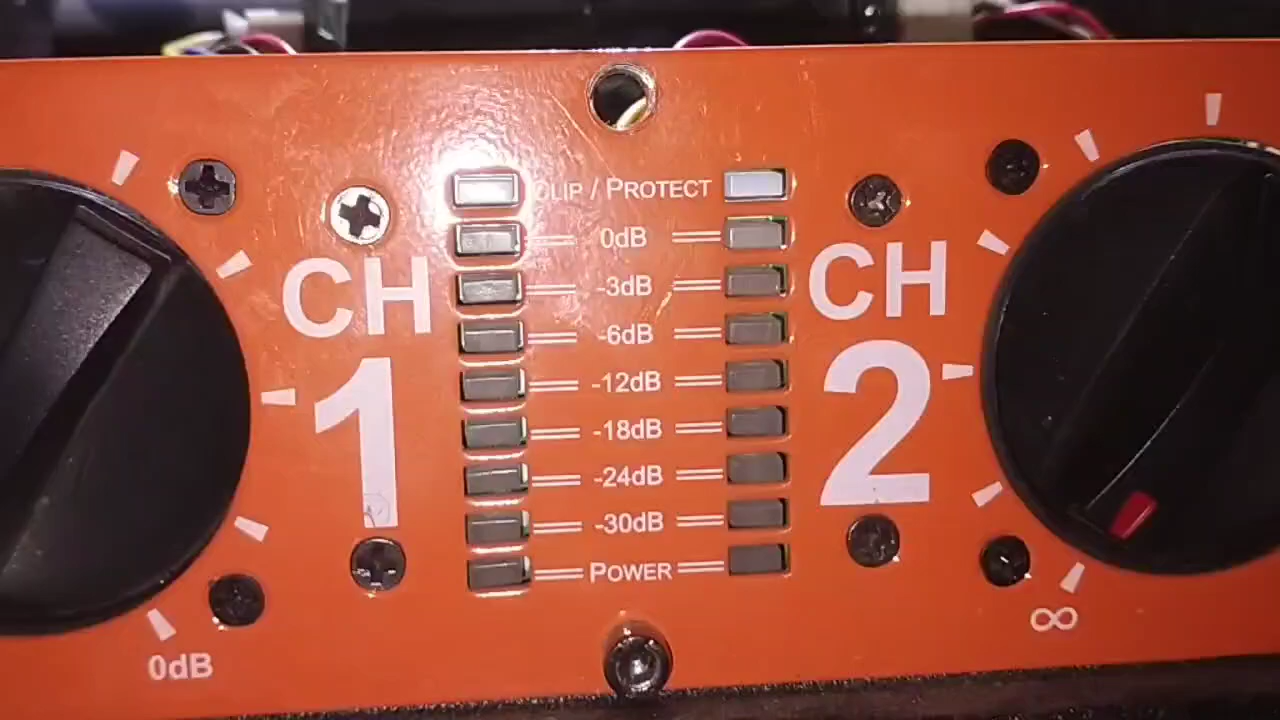 CLIP / PROTECT
0dB
-3dB
-6dB
-12dB
-18dB
-24dB
-30dB
POWER
CH
1
CH
2
0dB
∞